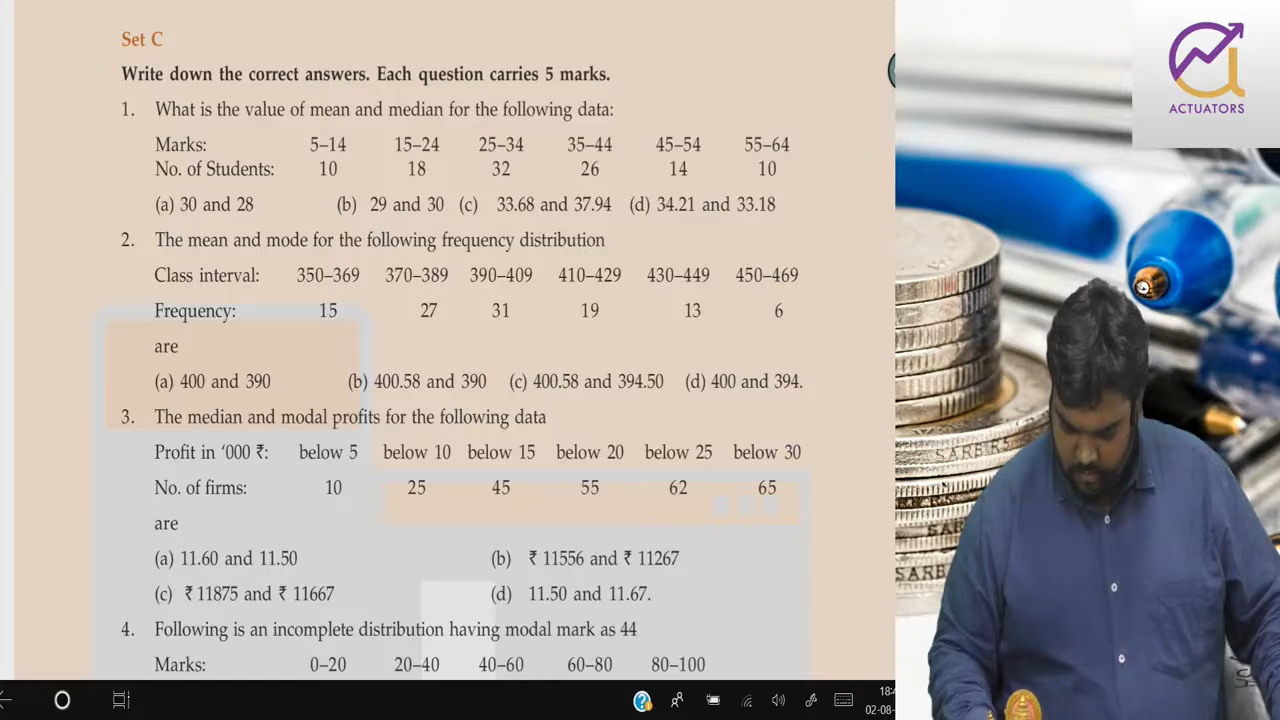 Set C
Write down the correct answers. Each question carries 5 marks.
1. What is the value of mean and median for the following data:
Marks: 5–14 15–24 25–34 35–44 45–54 55–64
No. of Students: 10 18 32 26 14 10
(a) 30 and 28 (b) 29 and 30 (c) 33.68 and 37.94 (d) 34.21 and 33.18
2. The mean and mode for the following frequency distribution
Class interval: 350–369 370–389 390–409 410–429 430–449 450–469
Frequency: 15 27 31 19 13 6
are
(a) 400 and 390 (b) 400.58 and 390 (c) 400.58 and 394.50 (d) 400 and 394.
3. The median and modal profits for the following data
Profit in ‘000 ₹: below 5 below 10 below 15 below 20 below 25 below 30
No. of firms: 10 25 45 55 62 65
are
(a) 11.60 and 11.50 (b) ₹ 11556 and ₹ 11267
(c) ₹ 11875 and ₹ 11667 (d) 11.50 and 11.67.
4. Following is an incomplete distribution having modal mark as 44
Marks: 0–20 20–40 40–60 60–80 80–100
ACTUATORS
SARB
SARB
18:4
02-08-